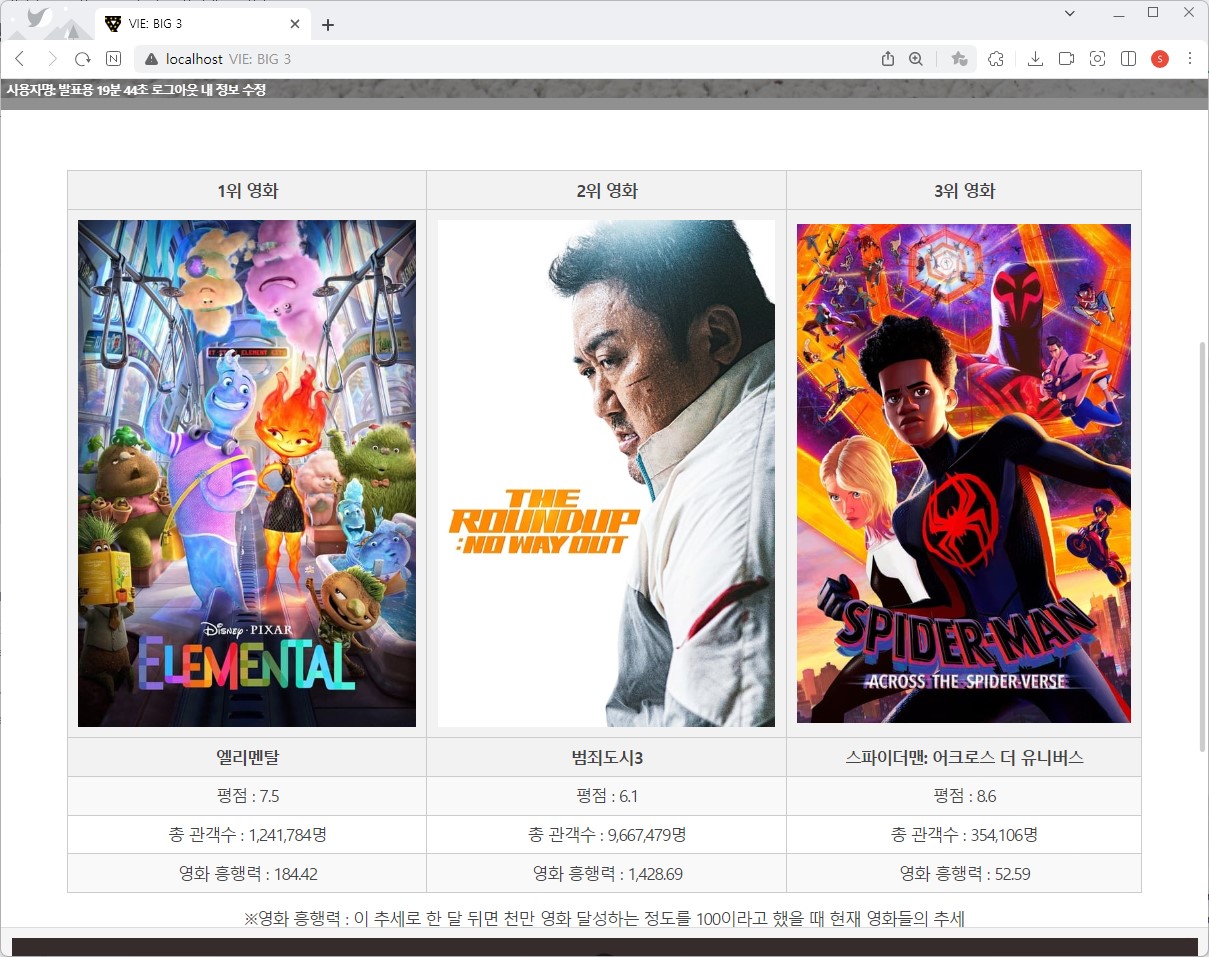 VIE: BIG 3
localhost VIE: BIG 3
N
S
사용자명: 발표용 19분 44초 로그아웃 내 정보 수정
1위 영화
2위 영화
3위 영화
ELEMENT CITY
DISNEY · PIXAR
ELEMENTAL
THE
ROUNDUP
:NO WAY OUT
SPIDER-MAN
ACROSS THE SPIDER-VERSE
엘리멘탈
범죄도시3
스파이더맨: 어크로스 더 유니버스
평점 : 7.5
평점 : 6.1
평점 : 8.6
총 관객수 : 1,241,784명
총 관객수 : 9,667,479명
총 관객수 : 354,106명
영화 흥행력 : 184.42
영화 흥행력 : 1,428.69
영화 흥행력 : 52.59
※영화 흥행력 : 이 추세로 한 달 뒤면 천만 영화 달성하는 정도를 100이라고 했을 때 현재 영화들의 추세